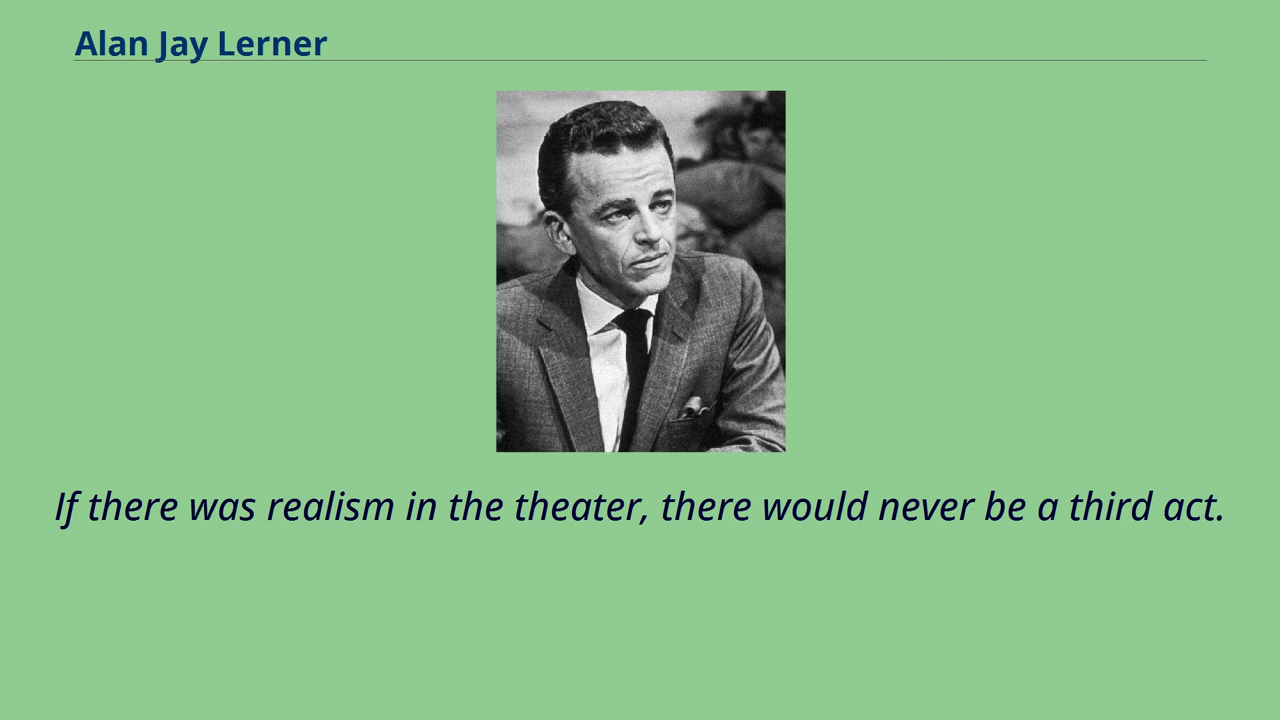 Alan Jay Lerner
If there was realism in the theater, there would never be a third act.